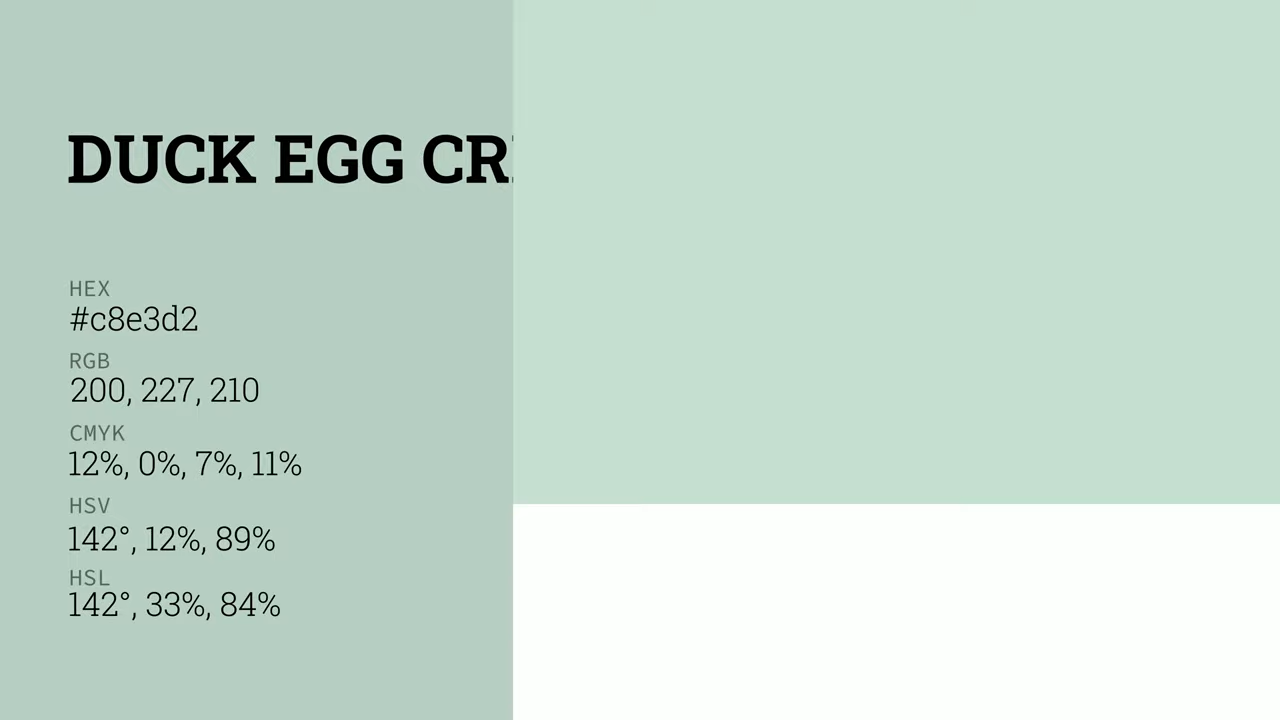 DUCK EGG CR
HEX
#c8e3d2
RGB
200, 227, 210
CMYK
12%, 0%, 7%, 11%
HSV
142°, 12%, 89%
HSL
142°, 33%, 84%